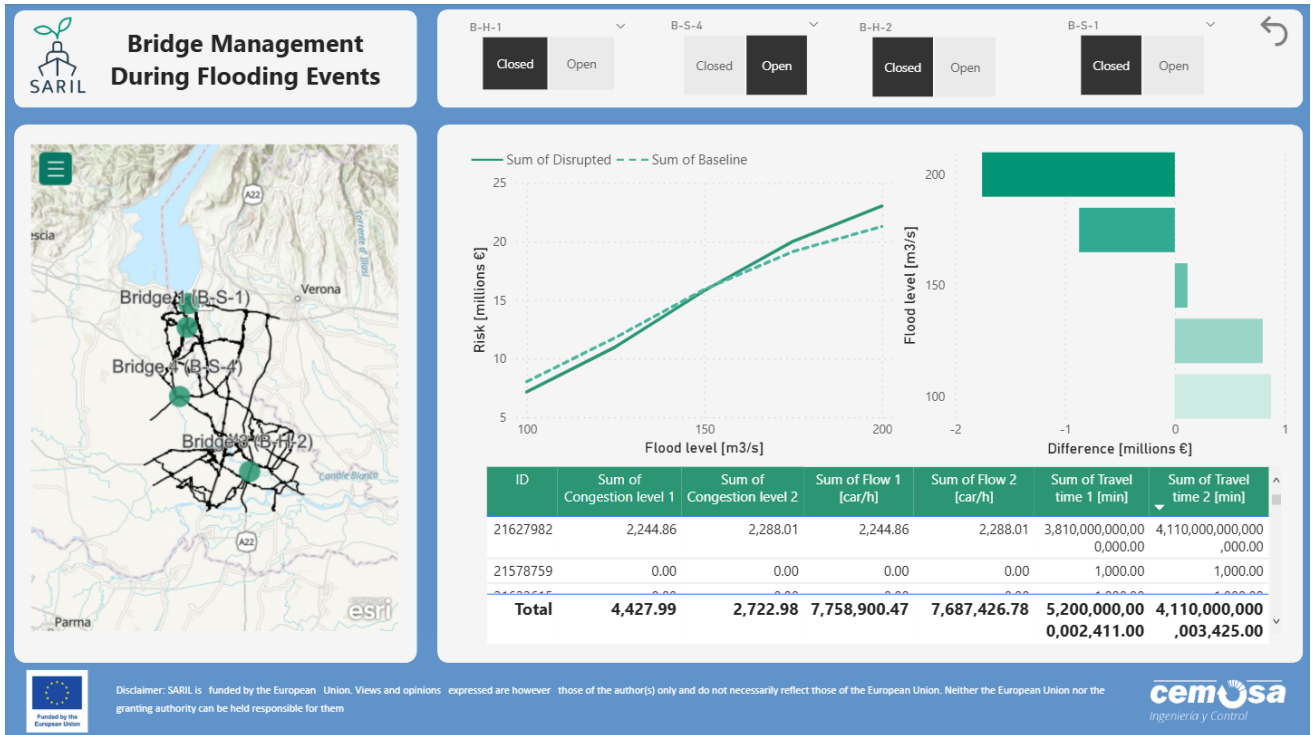 SARIL
Bridge Management
During Flooding Events
B-H-1
B-S-4
B-H-2
B-S-1
Closed Open
Closed Open
Closed Open
Closed Open
A22
Torrente d'Illasi
escia
Bridge 1 (B-S-1)
Verona
Bridge 4 (B-S-4)
Bridge 3 (B-H-2)
Canale Bianco
A22
Parma
POWERED BY
esri
Sum of Disrupted Sum of Baseline
25
20
15
10
5
Risk [millions €]
100 150 200
Flood level [m3/s]
200
150
100
Flood level [m3/s]
-2 -1 0 1
Difference [millions €]
ID Sum of Congestion level 1 Sum of Congestion level 2 Sum of Flow 1 [car/h] Sum of Flow 2 [car/h] Sum of Travel time 1 [min] Sum of Travel time 2 [min]
21627982 2,244.86 2,288.01 2,244.86 2,288.01 3,810,000,000,000,000.00 4,110,000,000,000,000.00
21578759 0.00 0.00 0.00 0.00 1,000.00 1,000.00
Total 4,427.99 2,722.98 7,758,900.47 7,687,426.78 5,200,000,000,002,411.00 4,110,000,000,003,425.00
Funded by the
European Union
Disclaimer: SARIL is funded by the European Union. Views and opinions expressed are however those of the author(s) only and do not necessarily reflect those of the European Union. Neither the European Union nor the
granting authority can be held responsible for them
cemosa
Ingeniería y Control